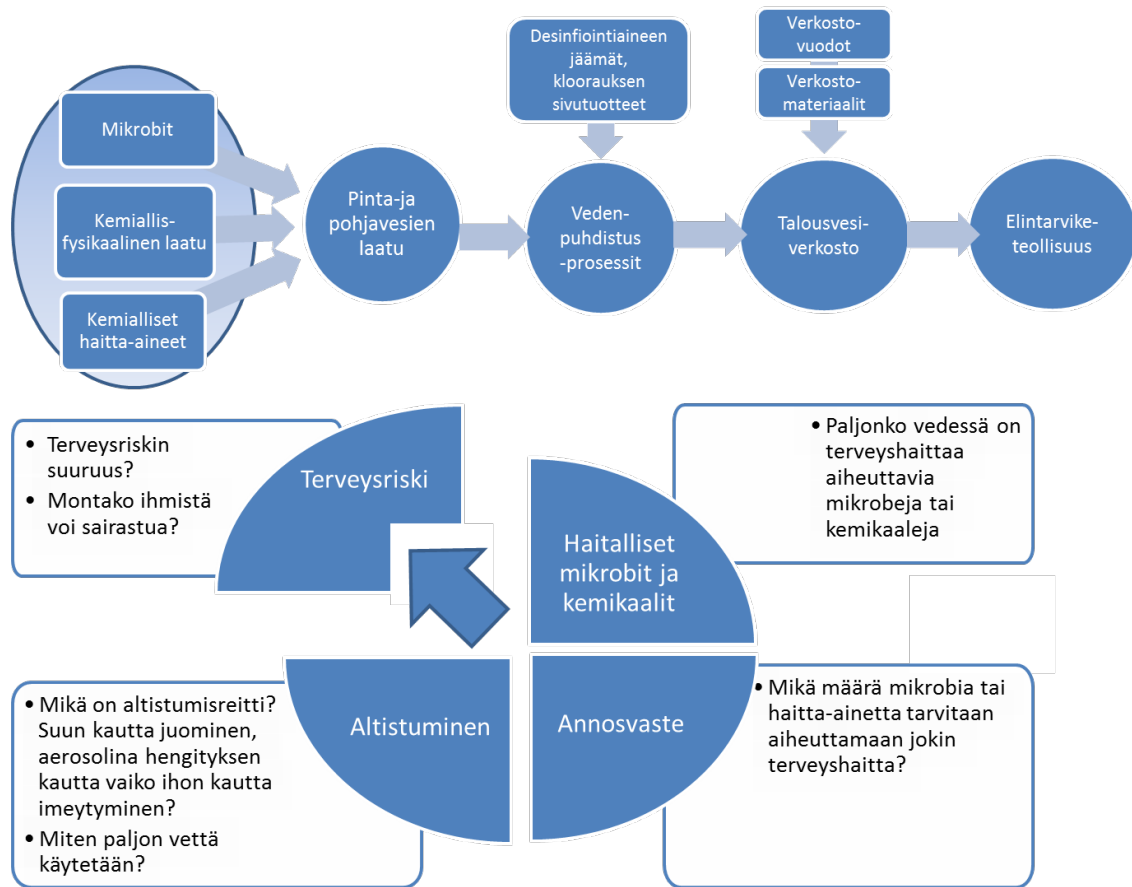 Desinfiointiaineen
jäämät,
kloorauksen
sivutuotteet
Verkosto-
vuodot
Verkosto-
materiaalit
Mikrobit
Kemiallis-
fysikaalinen laatu
Kemialliset
haitta-aineet
Pinta-ja
pohjavesien
laatu
Veden-
puhdistus
-prosessit
Talousvesi-
verkosto
Elintarvike-
teollisuus
• Terveysriskin
suuruus?
• Montako ihmistä
voi sairastua?
Terveysriski
Haitalliset
mikrobit ja
kemikaalit
• Paljonko vedessä on
terveyshaittaa
aiheuttavia
mikrobeja tai
kemikaaleja
• Mikä on altistumisreitti?
Suun kautta juominen,
aerosolina hengityksen
kautta vaiko ihon kautta
imeytyminen?
• Miten paljon vettä
käytetään?
Altistuminen
Annosvaste
• Mikä määrä mikrobia tai
haitta-ainetta tarvitaan
aiheuttamaan jokin
terveyshaitta?